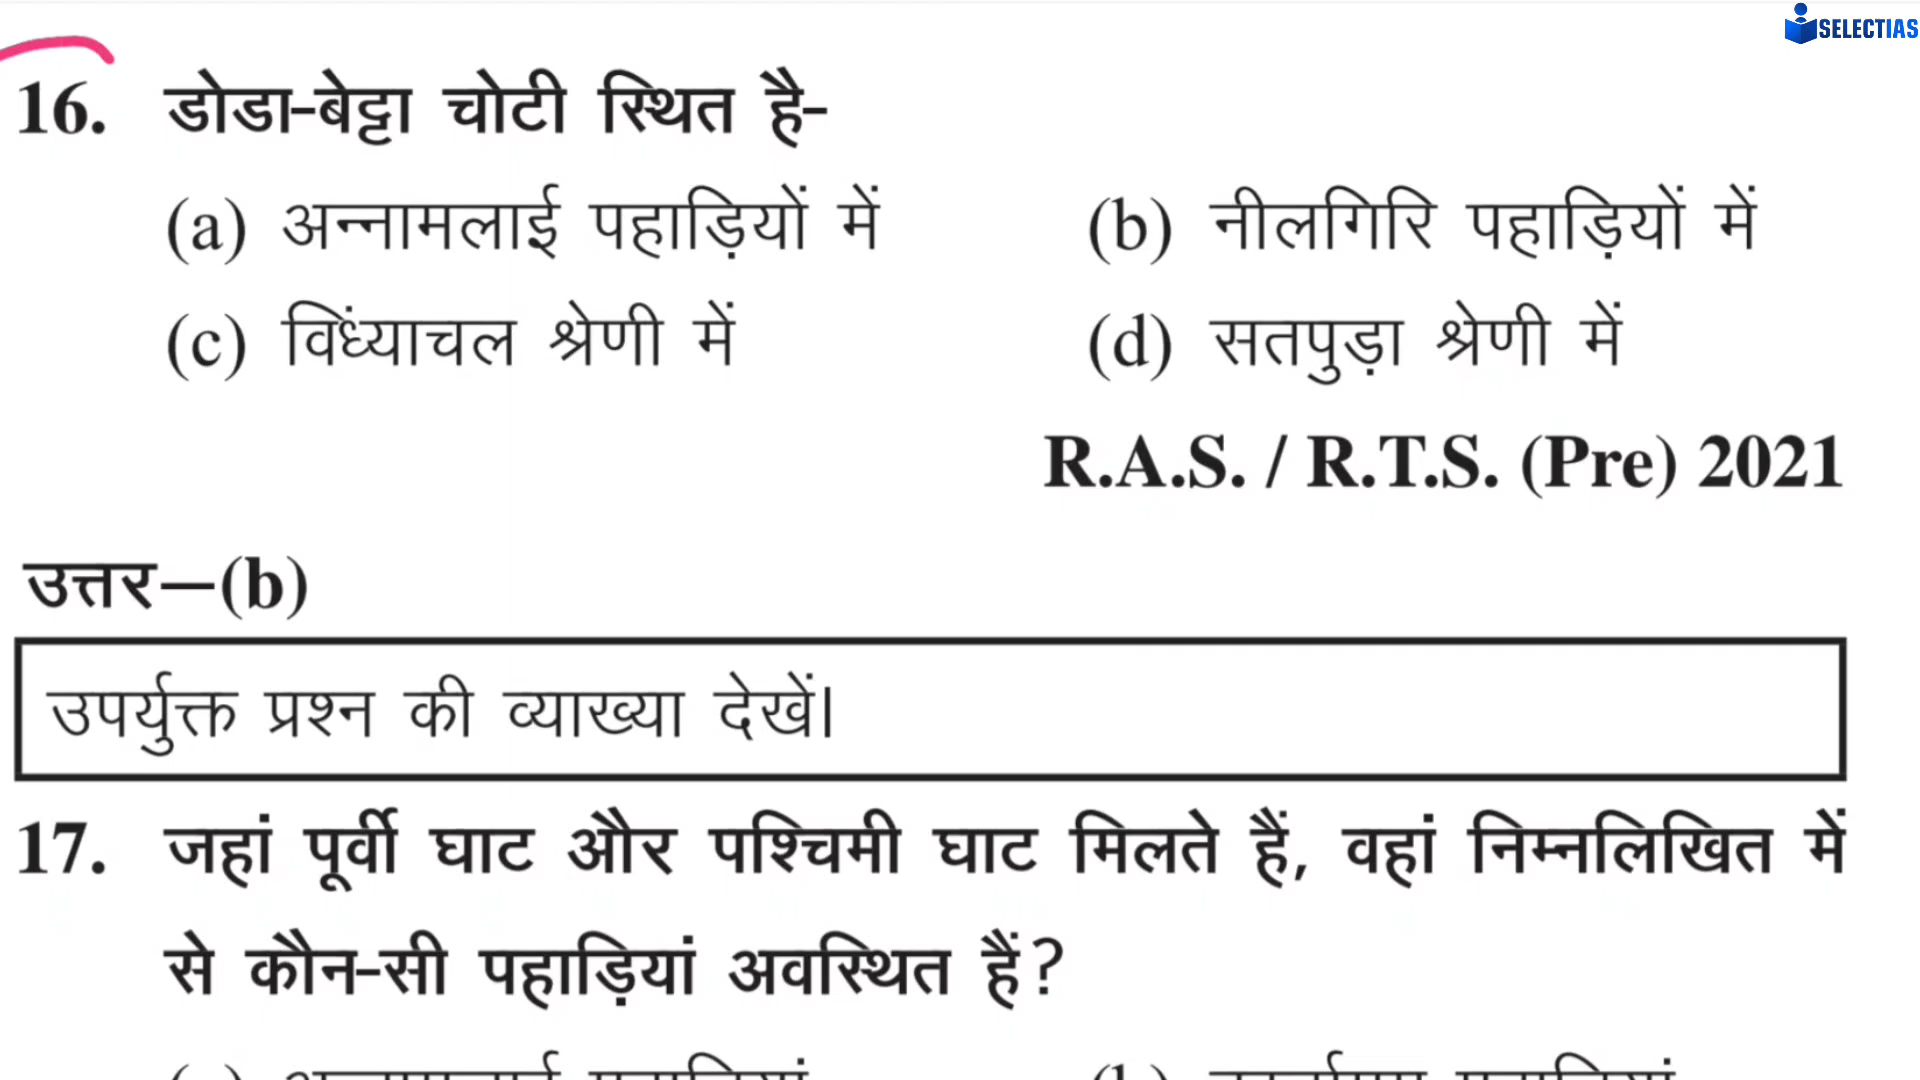 SELECTIAS
16. डोडा-बेट्टा चोटी स्थित है-
(a) अन्नामलाई पहाड़ियों में (b) नीलगिरि पहाड़ियों में
(c) विंध्याचल श्रेणी में (d) सतपुड़ा श्रेणी में
R.A.S. / R.T.S. (Pre) 2021
उत्तर—(b)
उपर्युक्त प्रश्न की व्याख्या देखें।
17. जहां पूर्वी घाट और पश्चिमी घाट मिलते हैं, वहां निम्नलिखित में
से कौन-सी पहाड़ियां अवस्थित हैं?